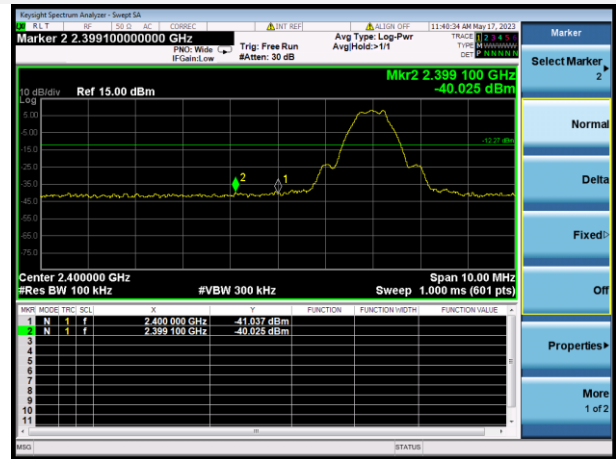 Keysight Spectrum Analyzer - Swept SA
RLT RF 50 Ω AC CORREC INT REF ALIGN OFF 11:40:34 AM May 17, 2023
Marker 2 2.399100000000 GHz
PNO: Wide
IFGain:Low
Trig: Free Run
#Atten: 30 dB
Avg Type: Log-Pwr
Avg|Hold:>1/1
TRACE 1 2 3 4 5 6
TYPE M WWWWW
DET P NNNNN
Marker
Select Marker
2
Normal
Delta
Fixed
Off
Properties
More
1 of 2
Mkr2 2.399 100 GHz
-40.025 dBm
10 dB/div Ref 15.00 dBm
Log
5.00
-5.00
-15.0
-12.27 dBm
-25.0
-35.0
-45.0
-55.0
-65.0
-75.0
2
1
Center 2.400000 GHz Span 10.00 MHz
#Res BW 100 kHz #VBW 300 kHz Sweep 1.000 ms (601 pts)
MKR MODE TRC SCL X Y FUNCTION FUNCTION WIDTH FUNCTION VALUE
1 N 1 f 2.400 000 GHz -41.037 dBm
2 N 1 f 2.399 100 GHz -40.025 dBm
3
4
5
6
7
8
9
10
11
MSG STATUS